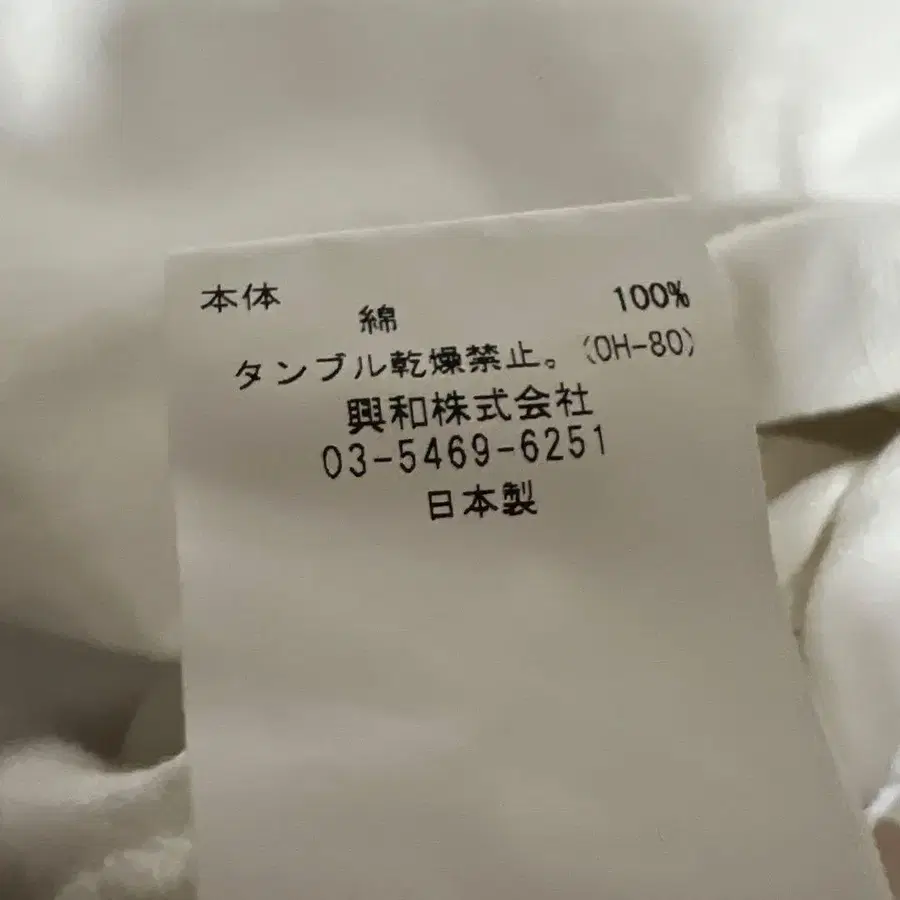 本体
綿 100%
タンブル乾燥禁止。(OH-80)
興和株式会社
03-5469-6251
日本製